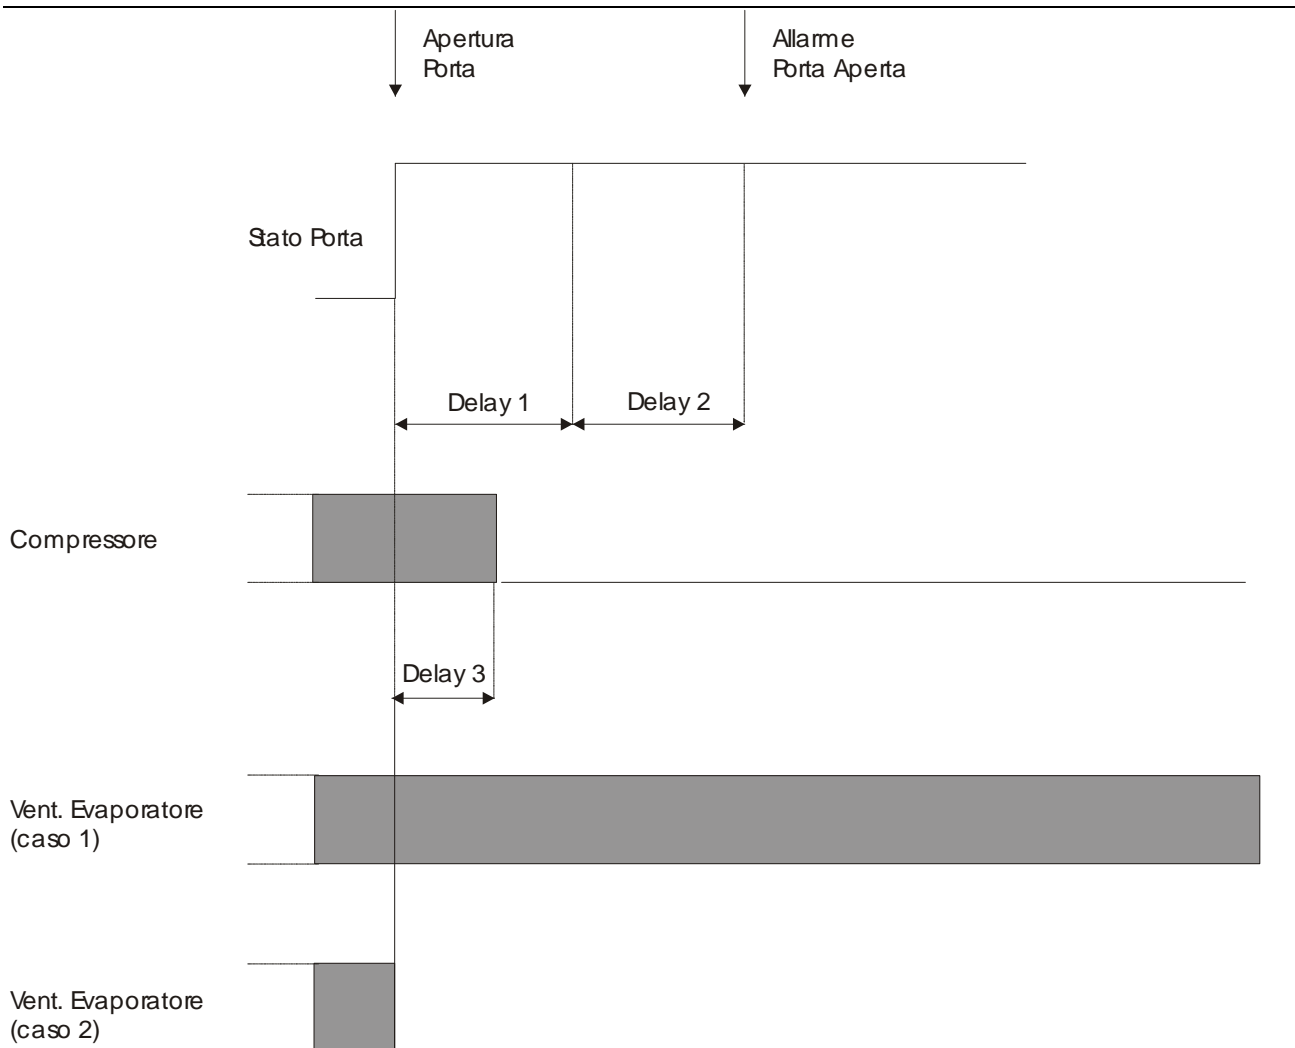 Apertura
Porta
Allarme
Porta Aperta
Stato Porta
Delay 1
Delay 2
Compressore
Delay 3
Vent. Evaporatore
(caso 1)
Vent. Evaporatore
(caso 2)